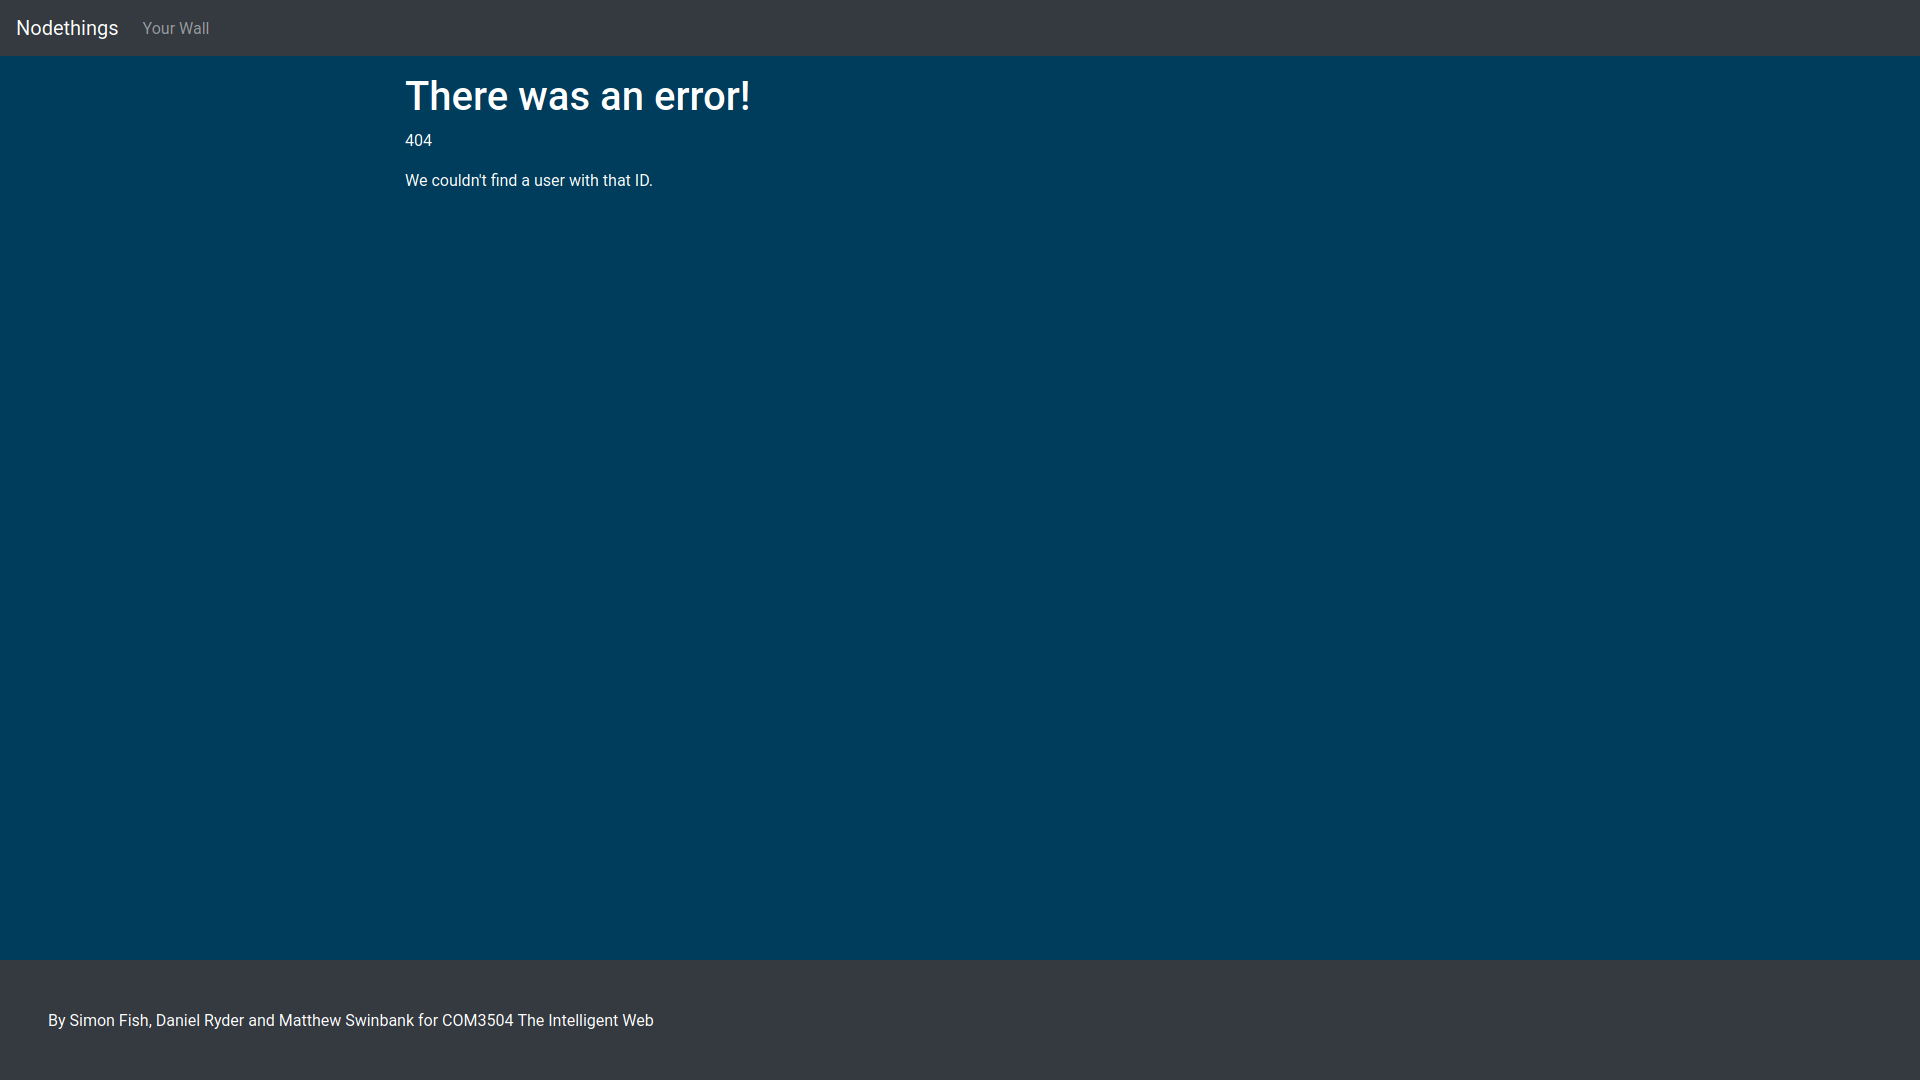 Nodethings Your Wall
There was an error!
404
We couldn't find a user with that ID.
By Simon Fish, Daniel Ryder and Matthew Swinbank for COM3504 The Intelligent Web